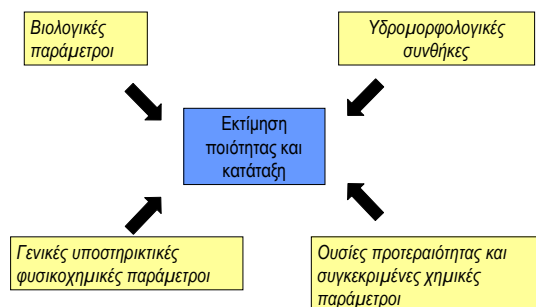 Βιολογικές
παράμετροι
Υδρομορφολογικές
συνθήκες
Εκτίμηση
ποιότητας και
κατάταξη
Γενικές υποστηρικτικές
φυσικοχημικές παράμετροι
Ουσίες προτεραιότητας και
συγκεκριμένες χημικές
παράμετροι